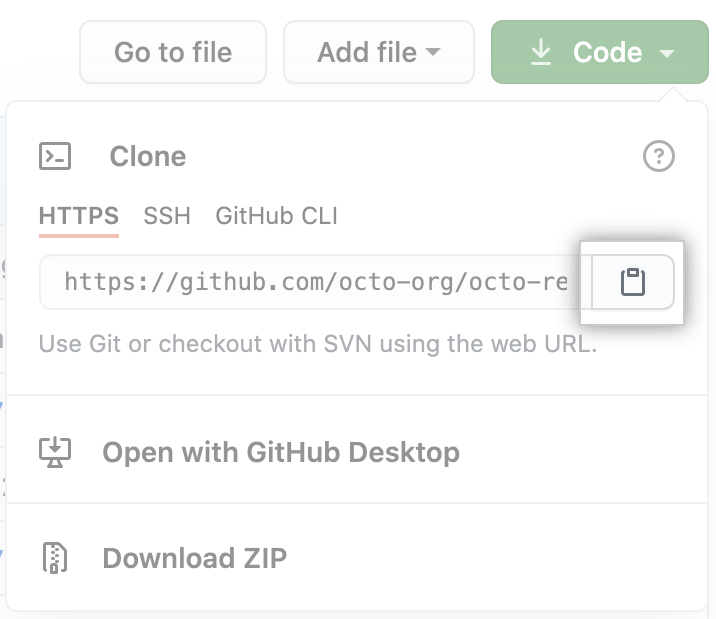 Go to file Add file Code
Clone
HTTPS SSH GitHub CLI
https://github.com/octo-org/octo-re
Use Git or checkout with SVN using the web URL.
Open with GitHub Desktop
Download ZIP